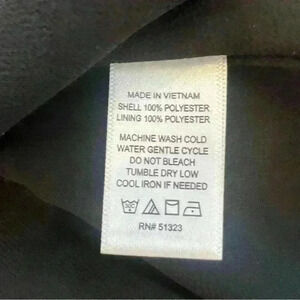 MADE IN VIETNAM
SHELL 100% POLYESTER
LINING 100% POLYESTER
MACHINE WASH COLD
WATER GENTLE CYCLE
DO NOT BLEACH
TUMBLE DRY LOW
COOL IRON IF NEEDED
RN# 51323